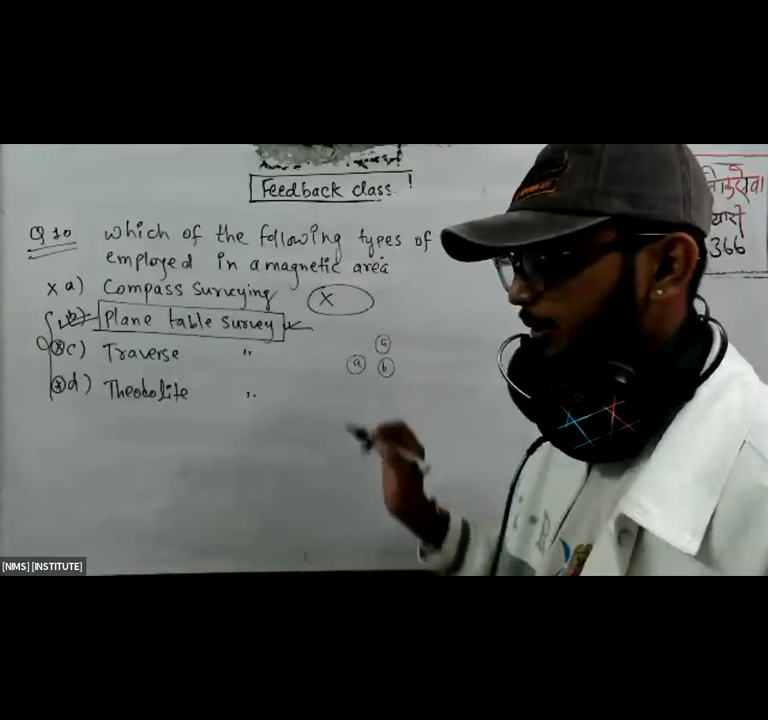 Feedback class !
Q 10 which of the following types of
employed in a magnetic area
x a) Compass surveying x
b) Plane table survey
c) Traverse "
d) Theodolite "
a
a b
366
[NIMS] [INSTITUTE]